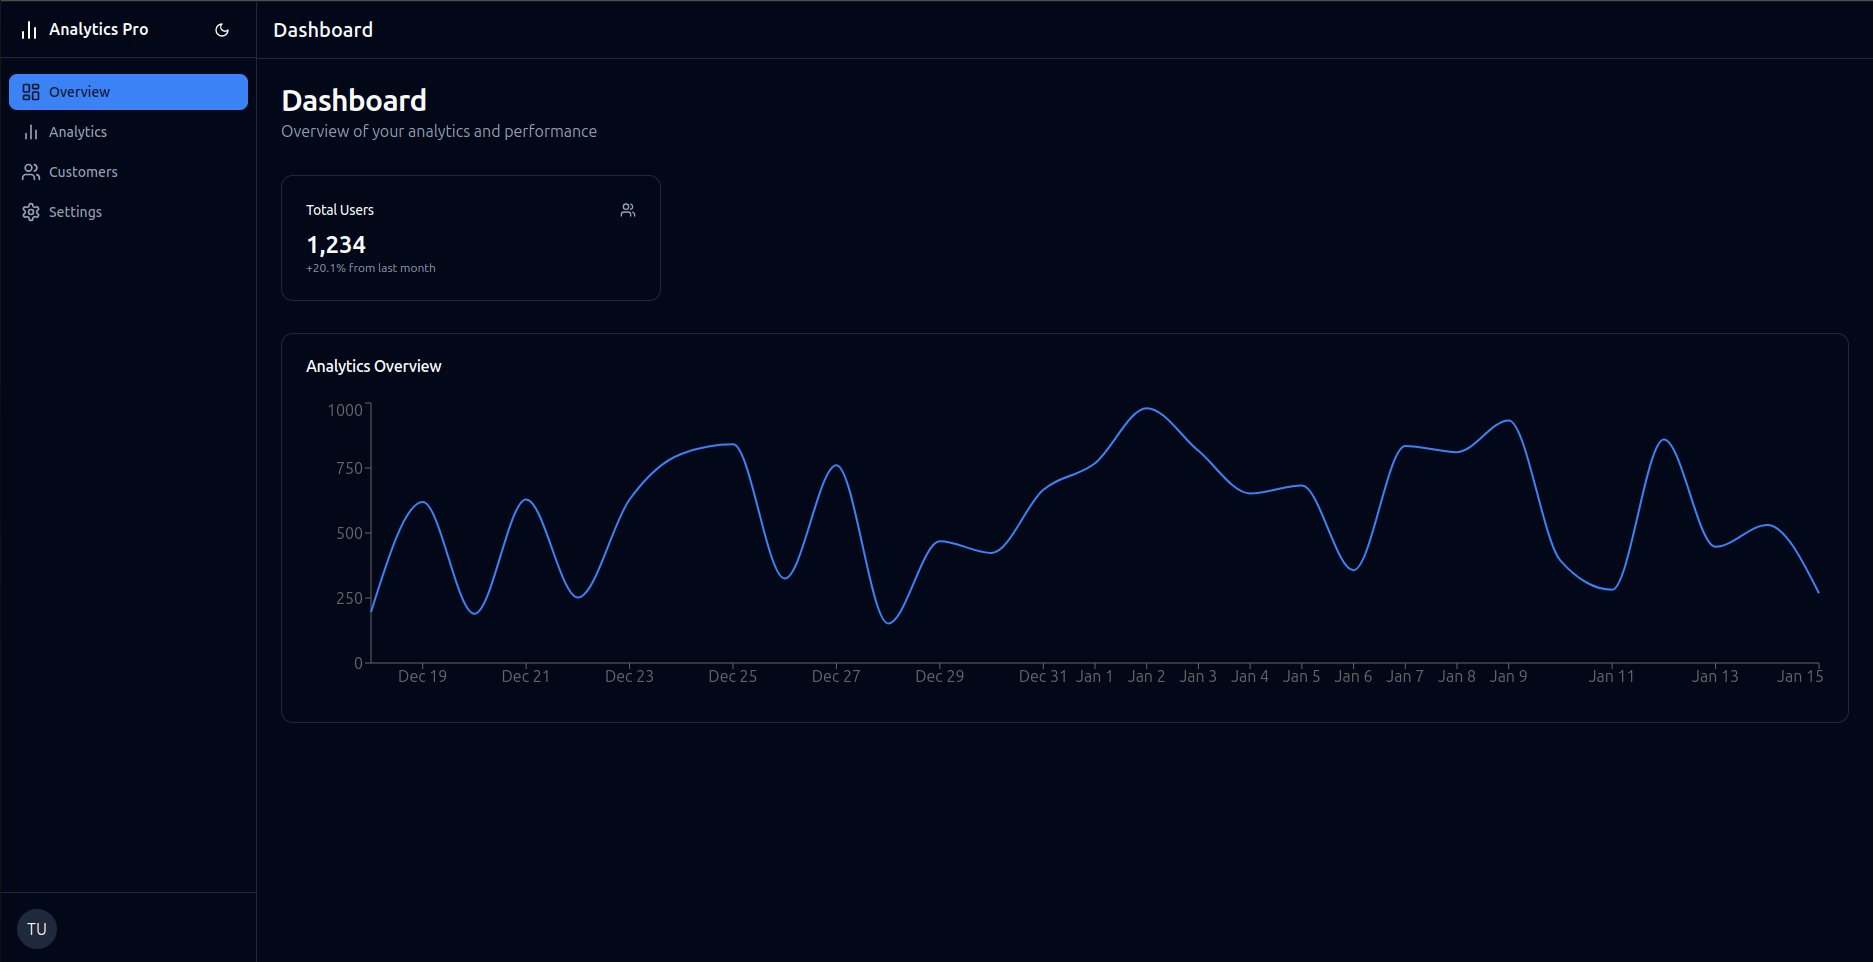 Analytics Pro
Dashboard
Overview
Analytics
Customers
Settings
TU
Dashboard
Overview of your analytics and performance
Total Users
1,234
+20.1% from last month
Analytics Overview
1000
750
500
250
0
Dec 19 Dec 21 Dec 23 Dec 25 Dec 27 Dec 29 Dec 31 Jan 1 Jan 2 Jan 3 Jan 4 Jan 5 Jan 6 Jan 7 Jan 8 Jan 9 Jan 11 Jan 13 Jan 15